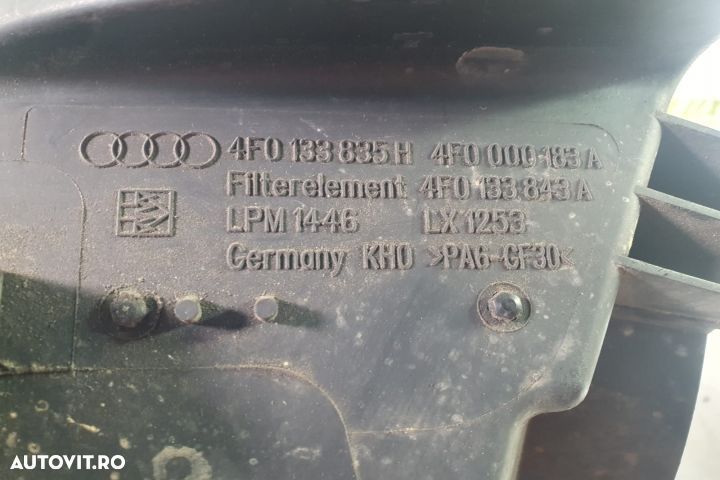 4F0 133 835 H 4F0 000 183 A
Filterelement 4F0 133 843 A
LPM 1446 LX 1253
Germany KH0 >PA6-GF30<
AUTOVIT.RO